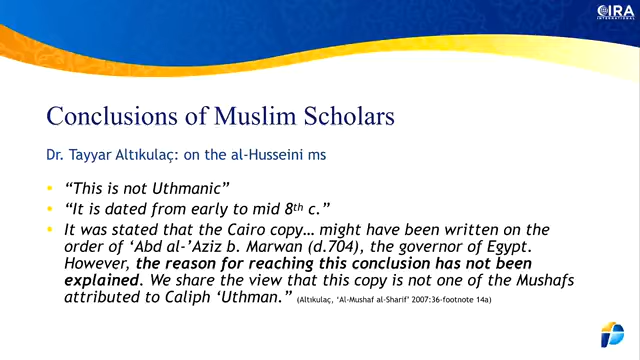 CIRA
INTERNATIONAL
Conclusions of Muslim Scholars
Dr. Tayyar Altıkulaç: on the al-Husseini ms
• “This is not Uthmanic”
• “It is dated from early to mid 8th c.”
• It was stated that the Cairo copy… might have been written on the
order of ‘Abd al-’Aziz b. Marwan (d.704), the governor of Egypt.
However, the reason for reaching this conclusion has not been
explained. We share the view that this copy is not one of the Mushafs
attributed to Caliph ‘Uthman.” (Altıkulaç, ‘Al-Mushaf al-Sharif’ 2007:36-footnote 14a)